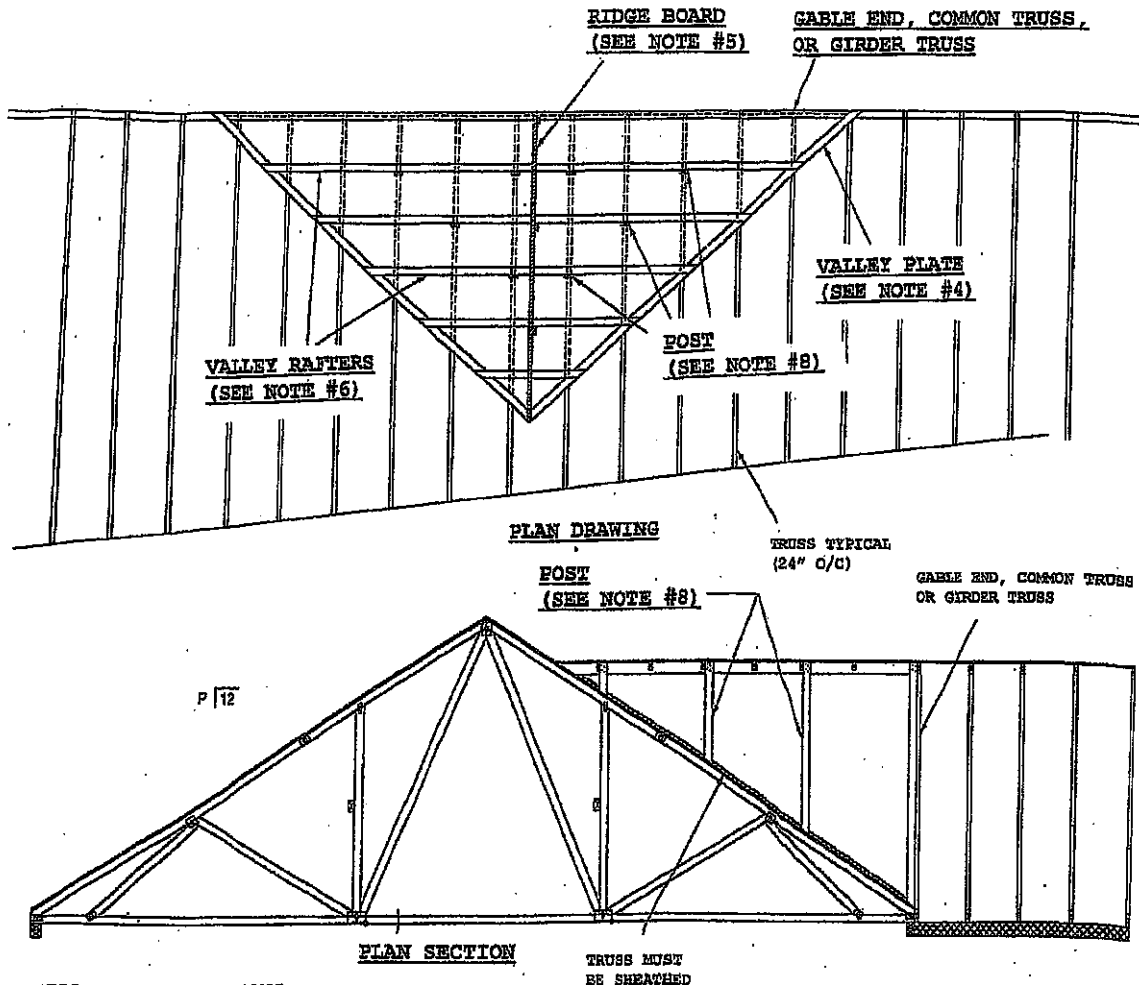 RIDGE BOARD
(SEE NOTE #5)
GABLE END, COMMON TRUSS,
OR GIRDER TRUSS
VALLEY PLATE
(SEE NOTE #4)
POST
(SEE NOTE #8)
VALLEY RAFTERS
(SEE NOTE #6)
PLAN DRAWING
TRUSS TYPICAL
(24" O/C)
POST
(SEE NOTE #8)
GABLE END, COMMON TRUSS
OR GIRDER TRUSS
P 12
PLAN SECTION
TRUSS MUST
BE SHEATHED